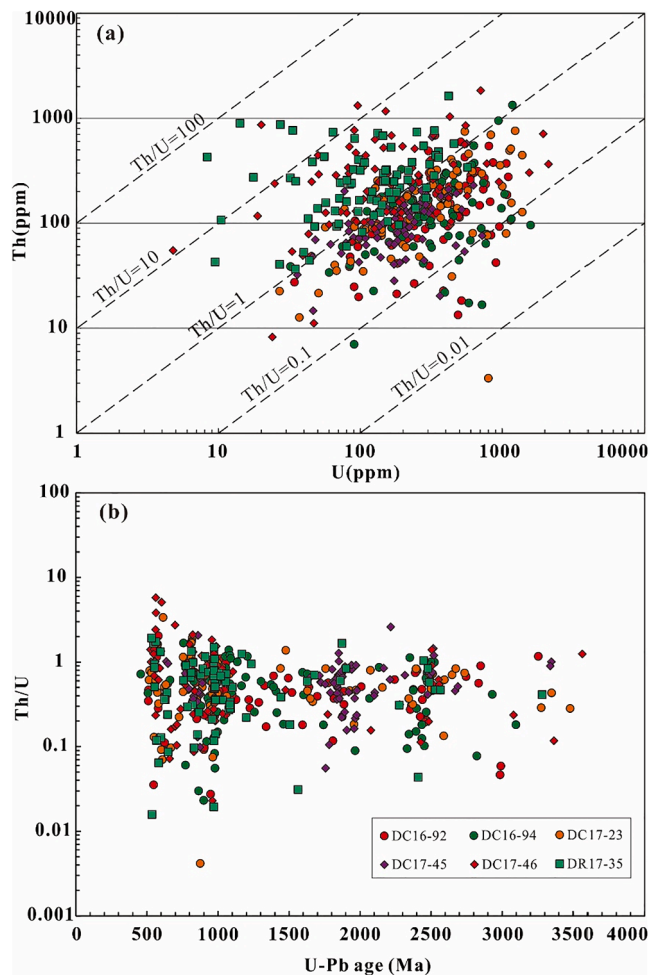 (a)
10000
1000
100
10
1
Th(ppm)
Th/U=100
Th/U=10
Th/U=1
Th/U=0.1
Th/U=0.01
1 10 100 1000 10000
U(ppm)
(b)
100
10
1
0.1
0.01
0.001
Th/U
DC16-92 DC16-94 DC17-23
DC17-45 DC17-46 DR17-35
0 500 1000 1500 2000 2500 3000 3500 4000
U-Pb age (Ma)